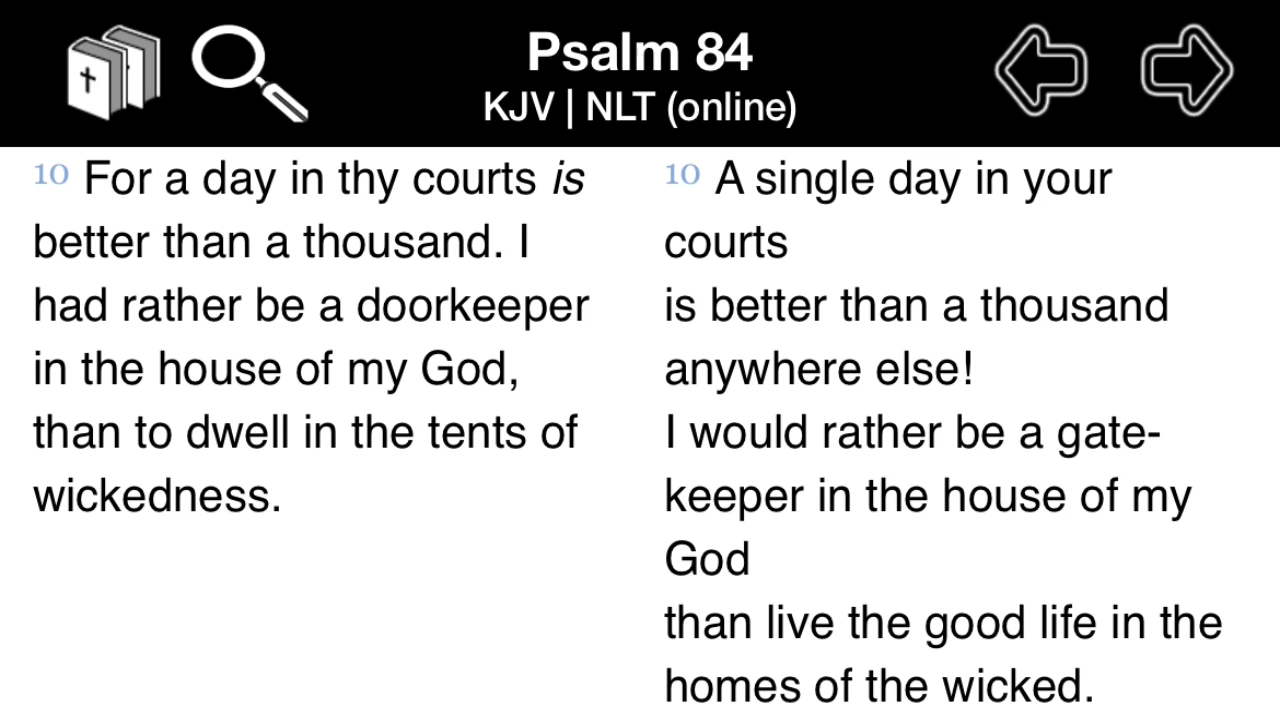 Psalm 84
KJV | NLT (online)
10 For a day in thy courts is
better than a thousand. I
had rather be a doorkeeper
in the house of my God,
than to dwell in the tents of
wickedness.
10 A single day in your
courts
is better than a thousand
anywhere else!
I would rather be a gate-
keeper in the house of my
God
than live the good life in the
homes of the wicked.